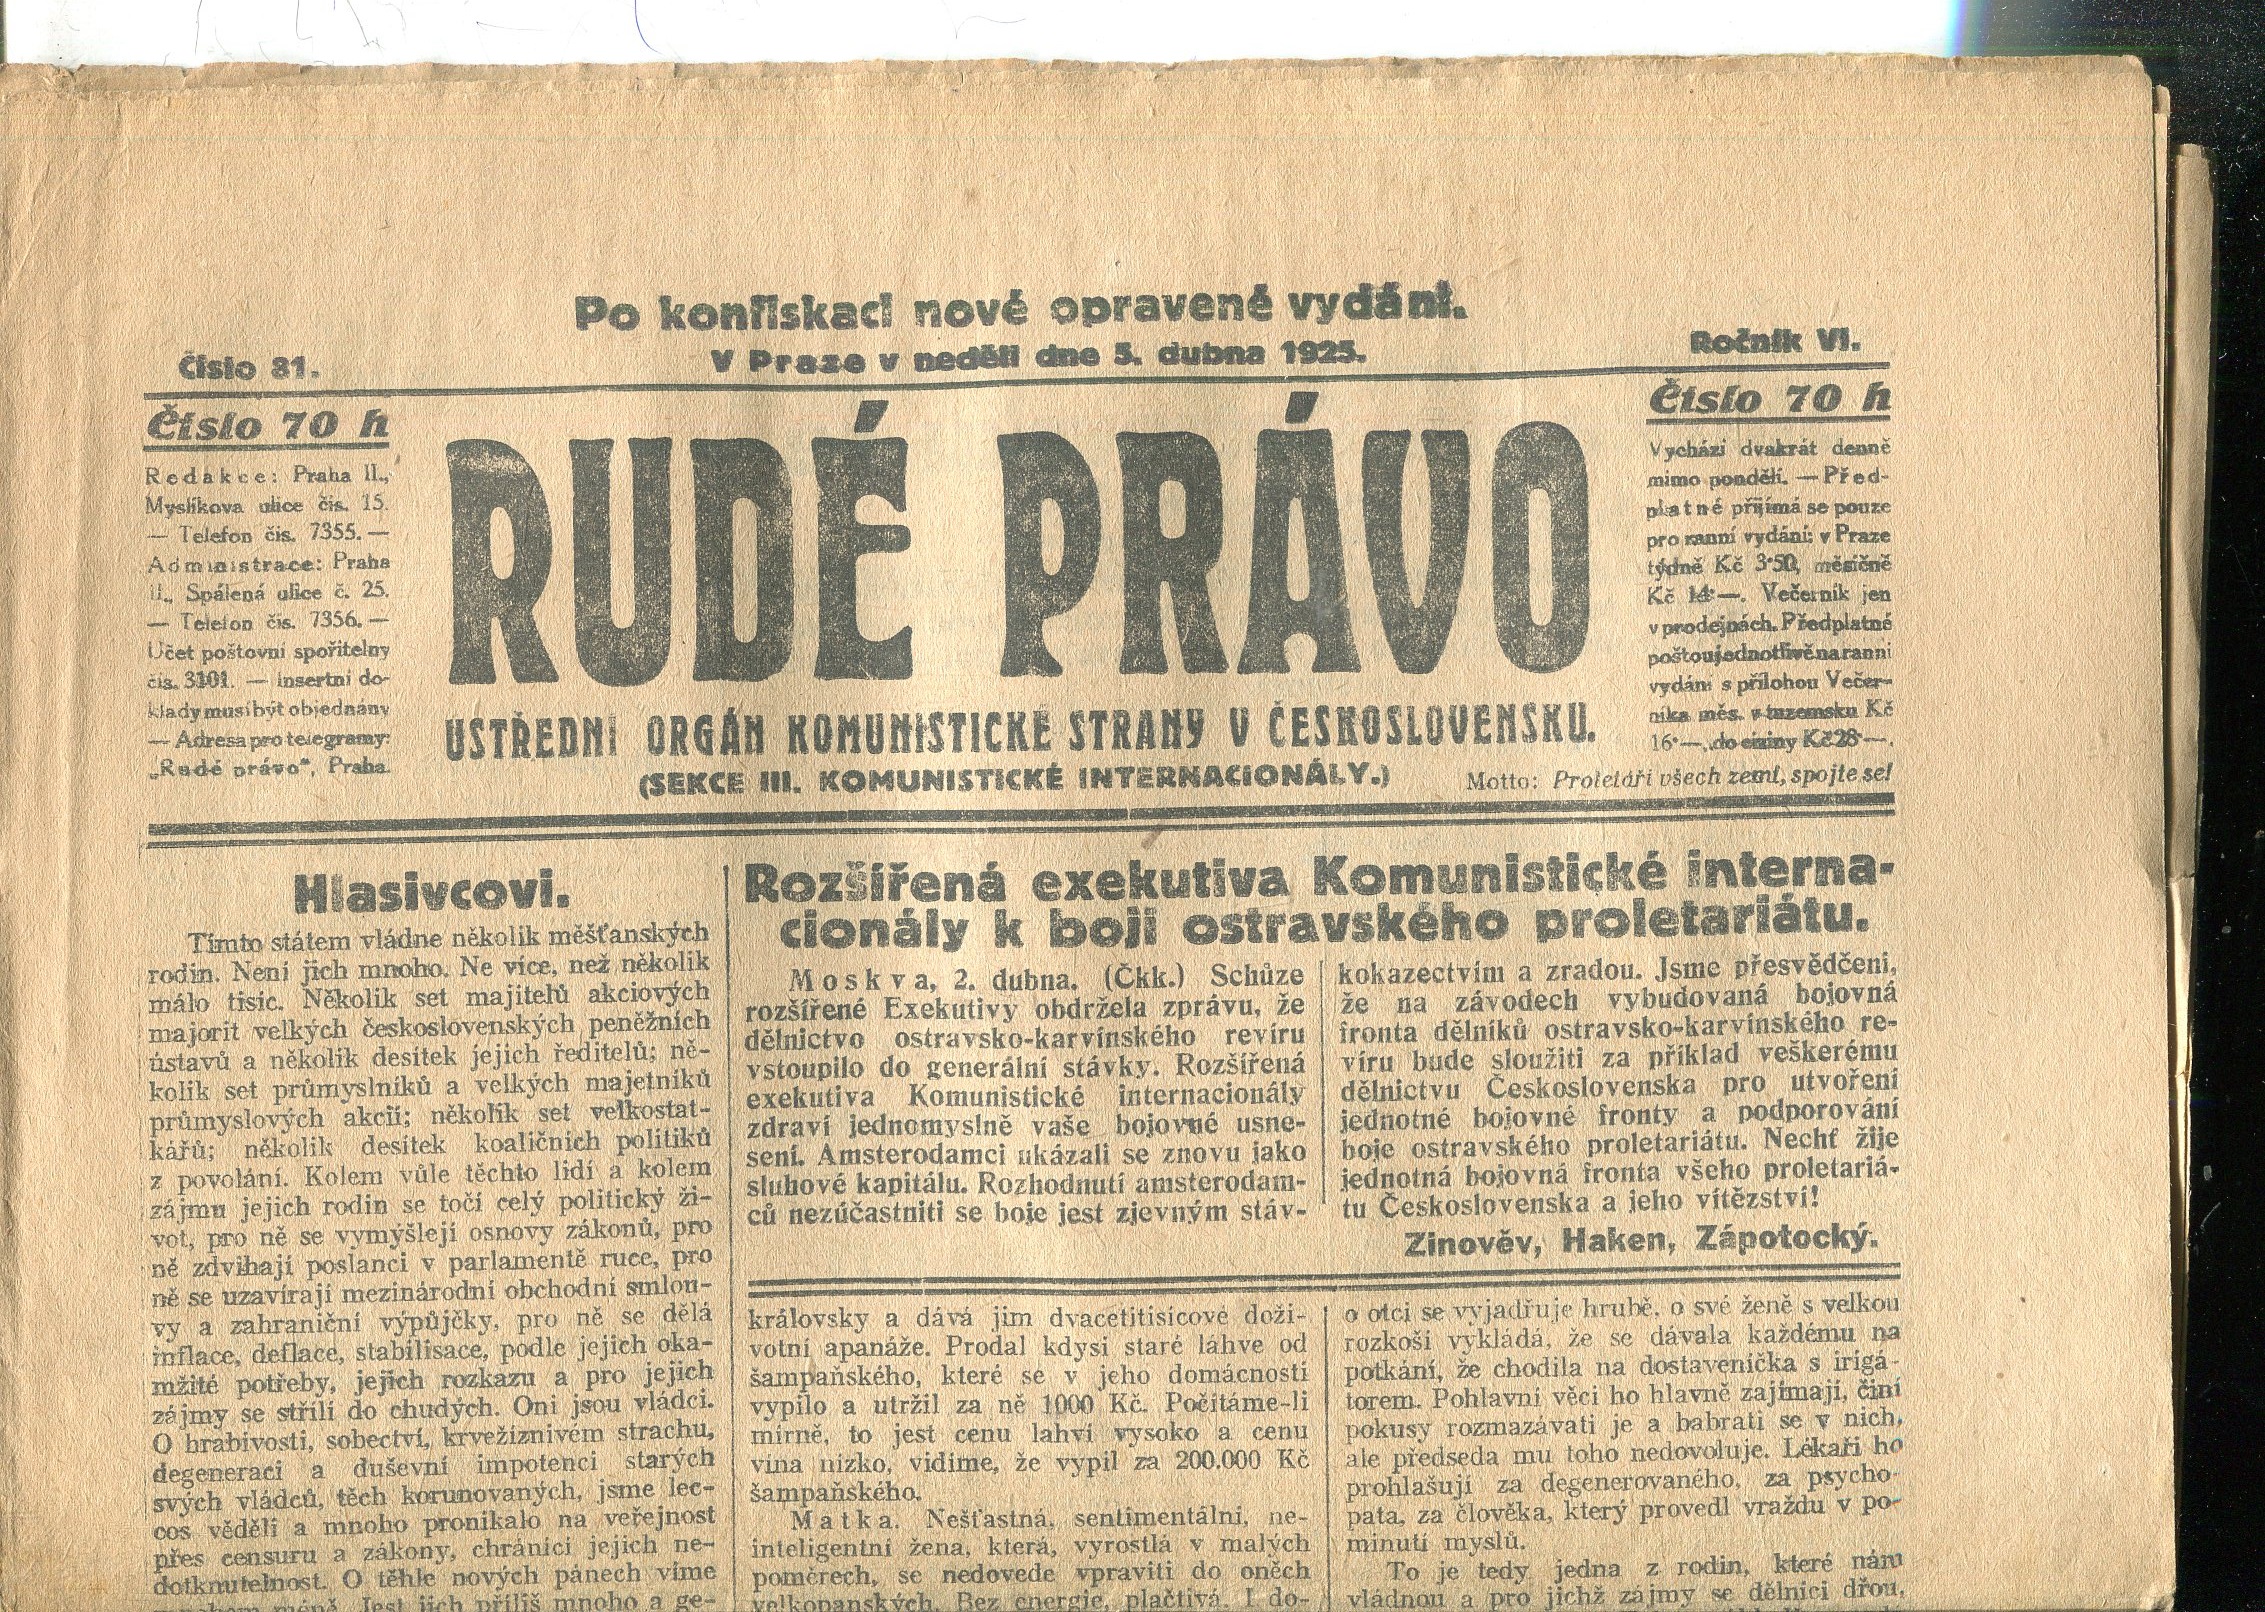 Po konfiskaci nové opravené vydání.
V Praze v neděli dne 5. dubna 1925.
Číslo 81.
Ročník VI.
Číslo 70 h
Redakce: Praha II.,
Myslíkova ulice čis. 15.
— Telefon čis. 7355. —
Administrace: Praha
II., Spálená ulice č. 25.
— Telefon čis. 7356. —
Účet poštovní spořitelny
čis. 3101. — Insertní do-
klady musí být objednány
— Adresa pro telegramy:
„Rudé právo“, Praha.
RUDÉ PRÁVO
USTŘEDNI ORGÁN KOMUNISTICKÉ STRANY V ČESKOSLOVENSKU.
(SEKCE III. KOMUNISTICKÉ INTERNACIONÁLY.)
Číslo 70 h
Vychází dvakrát denně
mimo pondělí. — Před-
platné přijímá se pouze
pro ranní vydání: v Praze
týdně Kč 3·50, měsíčně
Kč 14·—. Večerník jen
v prodejnách. Předplatné
poštou jednotlivě na ranní
vydání s přílohou Večer-
níka měs. v tuzemsku Kč
16·—, do ciziny Kč 28·—.
Motto: Proletáři všech zemí, spojte se!
Hlasivcovi.
Tímto státem vládne několik měšťanských
rodin. Není jich mnoho. Ne více, než několik
málo tisíc. Několik set majitelů akciových
majorit velkých československých peněžních
ústavů a několik desítek jejich ředitelů; ně-
kolik set průmyslníků a velkých majetníků
průmyslových akcií; několik set velkostat-
kářů; několik desítek koaličních politiků
z povolání. Kolem vůle těchto lidí a kolem
zájmu jejich rodin se točí celý politický ži-
vot, pro ně se vymýšlejí osnovy zákonů, pro
ně zdvihají poslanci v parlamentě ruce, pro
ně se uzavírají mezinárodní obchodní smlou-
vy a zahraniční výpůjčky, pro ně se dělá
inflace, deflace, stabilisace, podle jejich oka-
mžité potřeby, jejich rozkazu a pro jejich
zájmy se střílí do chudých. Oni jsou vládci.
O hrabivosti, sobectví, krvežíznivém strachu,
degeneraci a duševní impotenci starých
svých vládců, těch korunovaných, jsme lec-
cos věděli a mnoho pronikalo na veřejnost
přes censuru a zákony, chránící jejich ne-
dotknutelnost. O těhle nových pánech víme
mnohem méně. Jest jich příliš mnoho a ge-
Rozšířená exekutiva Komunistické interna-
cionály k boji ostravského proletariátu.
Moskva, 2. dubna. (Čkk.) Schůze
rozšířené Exekutivy obdržela zprávu, že
dělnictvo ostravsko-karvínského revíru
vstoupilo do generální stávky. Rozšířená
exekutiva Komunistické internacionály
zdraví jednomyslně vaše bojovné usne-
sení. Amsterodamci ukázali se znovu jako
sluhové kapitálu. Rozhodnutí amsterodam-
ců nezúčastniti se boje jest zjevným stáv-
kokazectvím a zradou. Jsme přesvědčeni,
že na závodech vybudovaná bojovná
fronta dělníků ostravsko-karvínského re-
víru bude sloužiti za příklad veškerému
dělnictvu Československa pro utvoření
jednotné bojovné fronty a podporování
boje ostravského proletariátu. Nechť žije
jednotná bojovná fronta všeho proletariá-
tu Československa a jeho vítězství!
Zinověv, Haken, Zápotocký.
královsky a dává jim dvacetitisícové doži-
votní apanáže. Prodal kdysi staré láhve od
šampaňského, které se v jeho domácnosti
vypilo a utržil za ně 1000 Kč. Počítáme-li
mírně, to jest cenu lahví vysoko a cenu
vína nízko, vidíme, že vypil za 200.000 Kč
šampaňského.
Matka. Nešťastná, sentimentální, ne-
inteligentní žena, která, vyrostlá v malých
poměrech, se nedovede vpraviti do oněch
velkopanských. Bez energie, plačtivá. I do-
o otci se vyjadřuje hrubě, o své ženě s velkou
rozkoší vykládá, že se dávala každému na
potkání, že chodila na dostaveníčka s irigá-
torem. Pohlavní věci ho hlavně zajímají, činí
pokusy rozmazávati je a babrati se v nich,
ale předseda mu toho nedovoluje. Lékaři ho
prohlašují za degenerovaného, za psycho-
pata, za člověka, který provedl vraždu v po-
minutí myslů.
To je tedy jedna z rodin, které nám
vládnou a pro jichž zájmy se dělníci dřou,